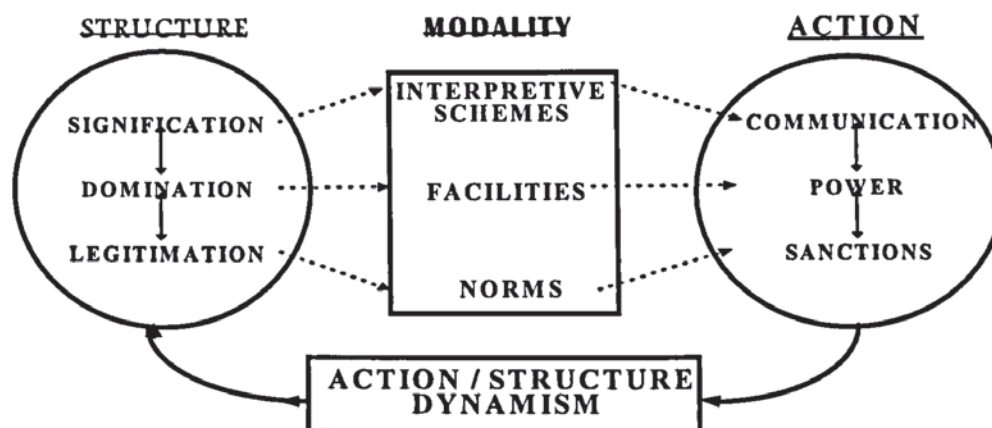 STRUCTURE
MODALITY
ACTION
SIGNIFICATION
DOMINATION
LEGITIMATION
INTERPRETIVE
SCHEMES
FACILITIES
NORMS
COMMUNICATION
POWER
SANCTIONS
ACTION / STRUCTURE
DYNAMISM